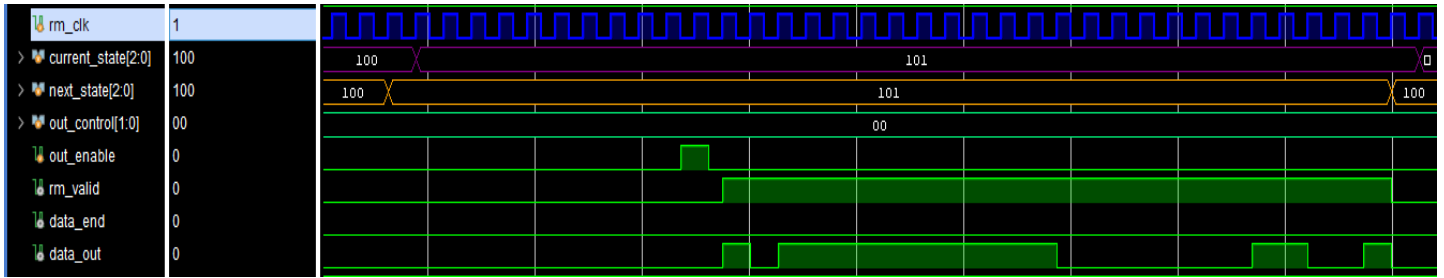 rm_clk 1
current_state[2:0] 100 100 101
next_state[2:0] 100 100 101 100
out_control[1:0] 00 00
out_enable 0
rm_valid 0
data_end 0
data_out 0